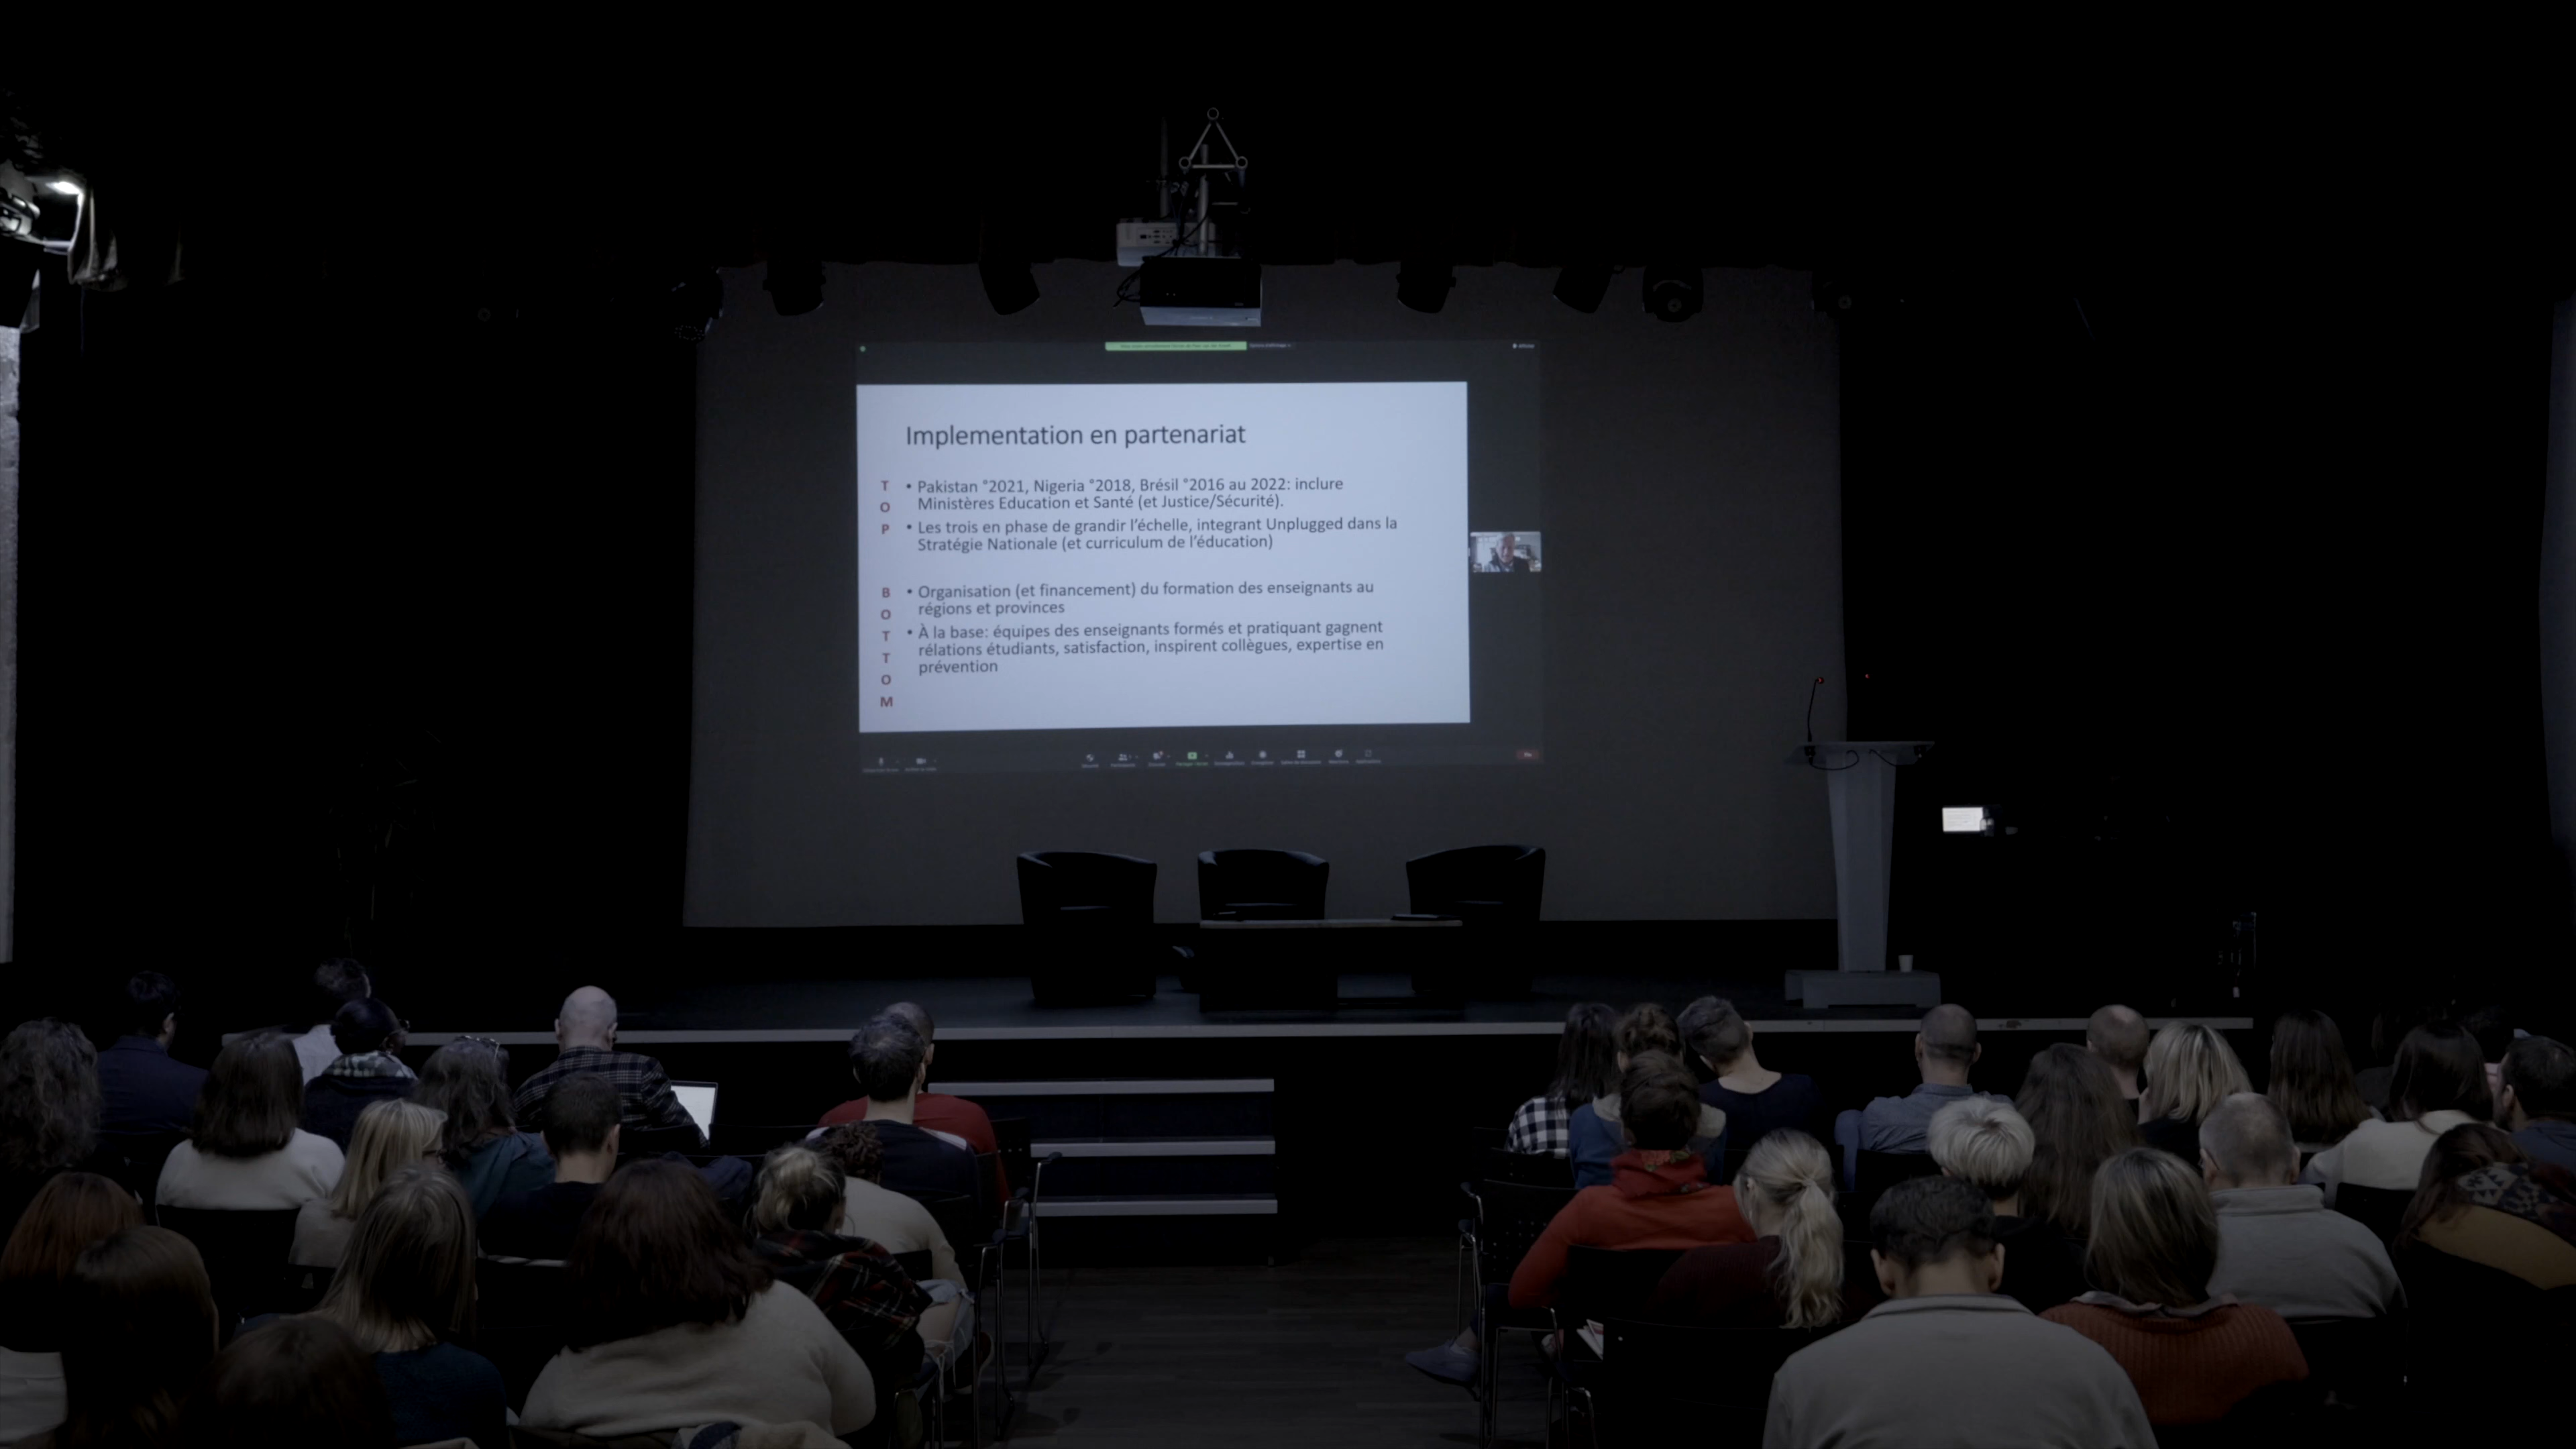 Implementation en partenariat
T
O
P
• Pakistan °2021, Nigeria °2018, Brésil °2016 au 2022: inclure
Ministères Education et Santé (et Justice/Sécurité).
• Les trois en phase de grandir l'échelle, integrant Unplugged dans la
Stratégie Nationale (et curriculum de l'éducation)
B
O
T
T
O
M
• Organisation (et financement) du formation des enseignants au
régions et provinces
• À la base: équipes des enseignants formés et pratiquant gagnent
rélations étudiants, satisfaction, inspirent collègues, expertise en
prévention